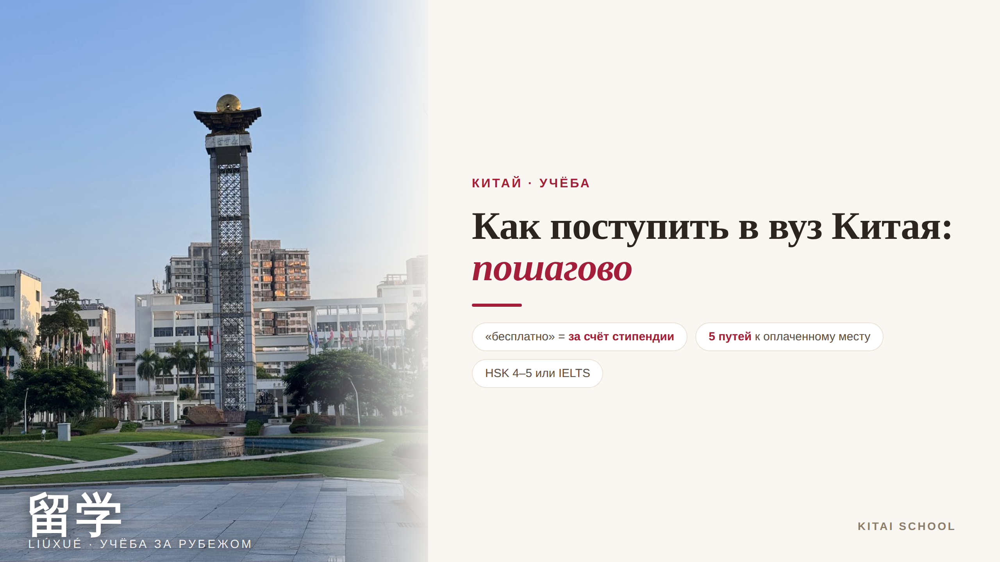 КИТАЙ · УЧЁБА
Как поступить в вуз Китая:
пошагово
«бесплатно» = за счёт стипендии
5 путей к оплаченному месту
HSK 4–5 или IELTS
留学
LIÚXUÉ · УЧЁБА ЗА РУБЕЖОМ
KITAI SCHOOL